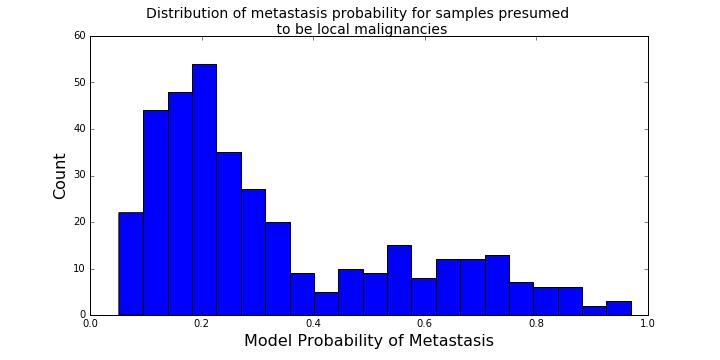 Distribution of metastasis probability for samples presumed
to be local malignancies
60
50
40
30
20
10
0
Count
0.0 0.2 0.4 0.6 0.8 1.0
Model Probability of Metastasis